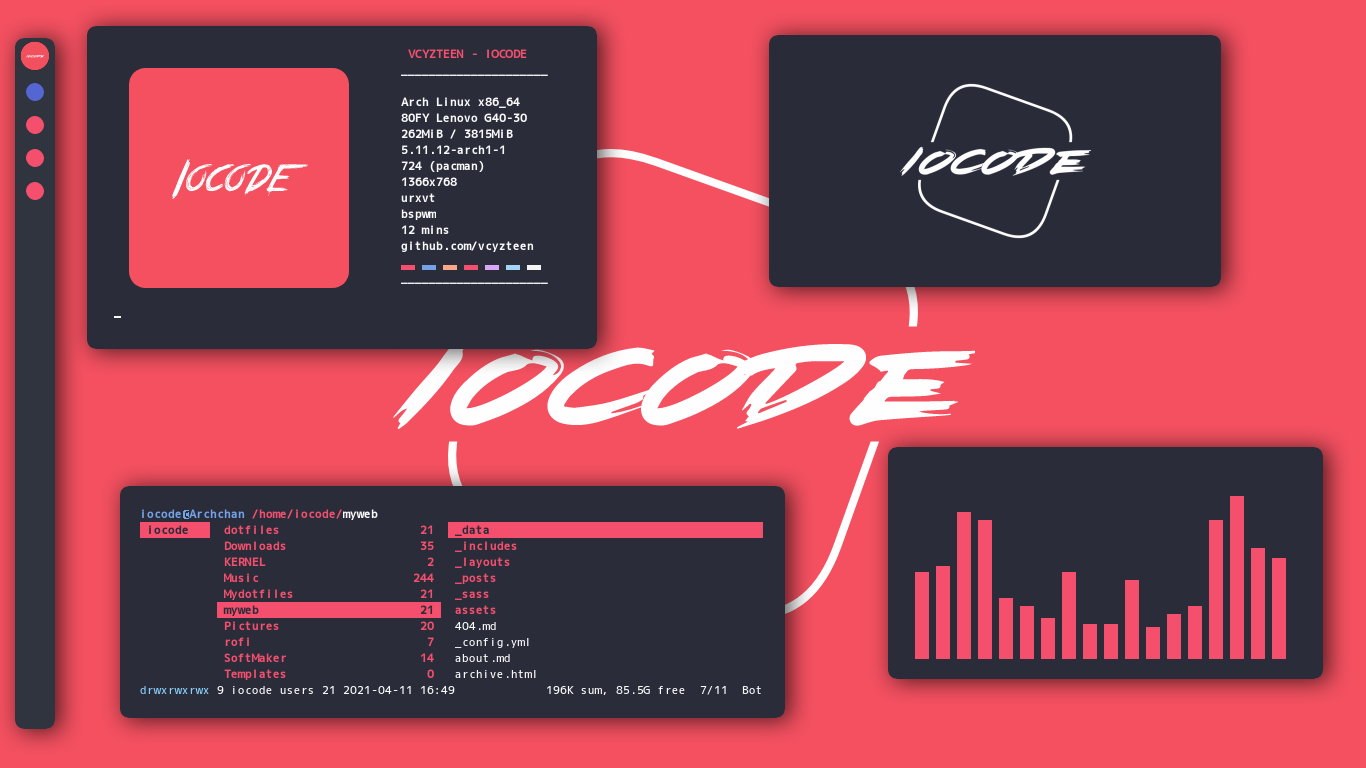 IOCODE
VCYZTEEN - IOCODE
Arch Linux x86_64
80FY Lenovo G40-30
262MiB / 3815MiB
5.11.12-arch1-1
724 (pacman)
1366x768
urxvt
bspwm
12 mins
github.com/vcyzteen
IOCODE
IOCODE
IOCODE
iocode@Archchan /home/iocode/myweb
iocode dotfiles 21 _data
Downloads 35 _includes
KERNEL 2 _layouts
Music 244 _posts
Mydotfiles 21 _sass
myweb 21 assets
Pictures 20 404.md
rofi 7 _config.yml
SoftMaker 14 about.md
Templates 0 archive.html
drwxrwxrwx 9 iocode users 21 2021-04-11 16:49 196K sum, 85.5G free 7/11 Bot